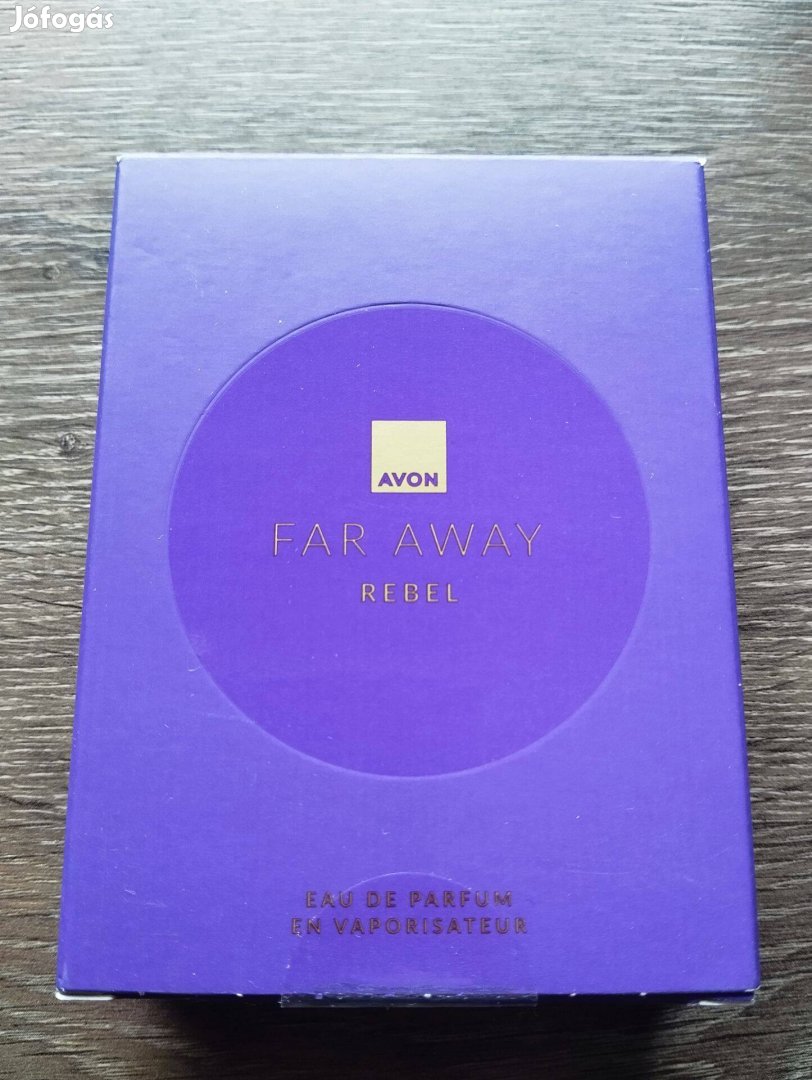 Jófogás
AVON
FAR AWAY
REBEL
EAU DE PARFUM
EN VAPORISATEUR